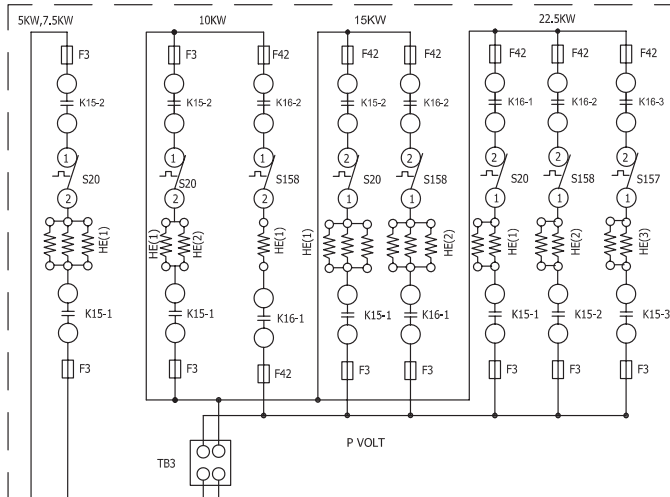 5KW,7.5KW 10KW 15KW 22.5KW
F3 F3 F42 F42 F42 F42 F42 F42
K15-2 K15-2 K16-2 K15-2 K16-2 K16-1 K16-2 K16-3
1 1 2 2 2 2 2 2
S20 S20 S158 S20 S158 S20 S158 S157
2 2 1 1 1 1 1 1
HE(1) HE(1) HE(2) HE(1) HE(1) HE(2) HE(1) HE(2) HE(3)
K15-1 K15-1 K16-1 K15-1 K16-1 K15-1 K15-2 K15-3
F3 F3 F42 F3 F3 F3 F3 F3
P VOLT
TB3